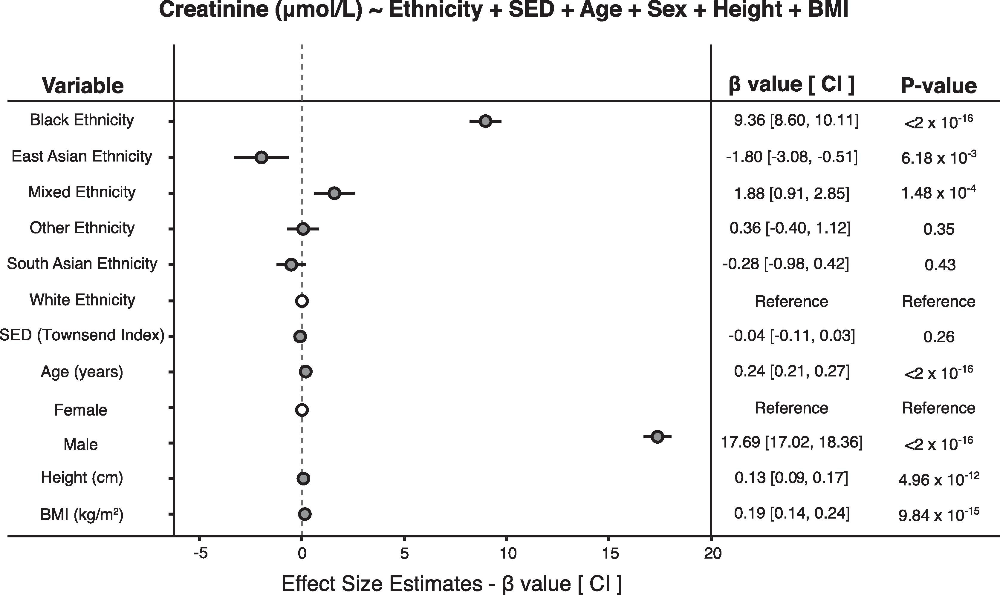 Creatinine (µmol/L) ~ Ethnicity + SED + Age + Sex + Height + BMI
Variable β value [ CI ] P-value
Black Ethnicity 9.36 [8.60, 10.11] <2 x 10⁻¹⁶
East Asian Ethnicity -1.80 [-3.08, -0.51] 6.18 x 10⁻³
Mixed Ethnicity 1.88 [0.91, 2.85] 1.48 x 10⁻⁴
Other Ethnicity 0.36 [-0.40, 1.12] 0.35
South Asian Ethnicity -0.28 [-0.98, 0.42] 0.43
White Ethnicity Reference Reference
SED (Townsend Index) -0.04 [-0.11, 0.03] 0.26
Age (years) 0.24 [0.21, 0.27] <2 x 10⁻¹⁶
Female Reference Reference
Male 17.69 [17.02, 18.36] <2 x 10⁻¹⁶
Height (cm) 0.13 [0.09, 0.17] 4.96 x 10⁻¹²
BMI (kg/m²) 0.19 [0.14, 0.24] 9.84 x 10⁻¹⁵
-5 0 5 10 15 20
Effect Size Estimates - β value [ CI ]